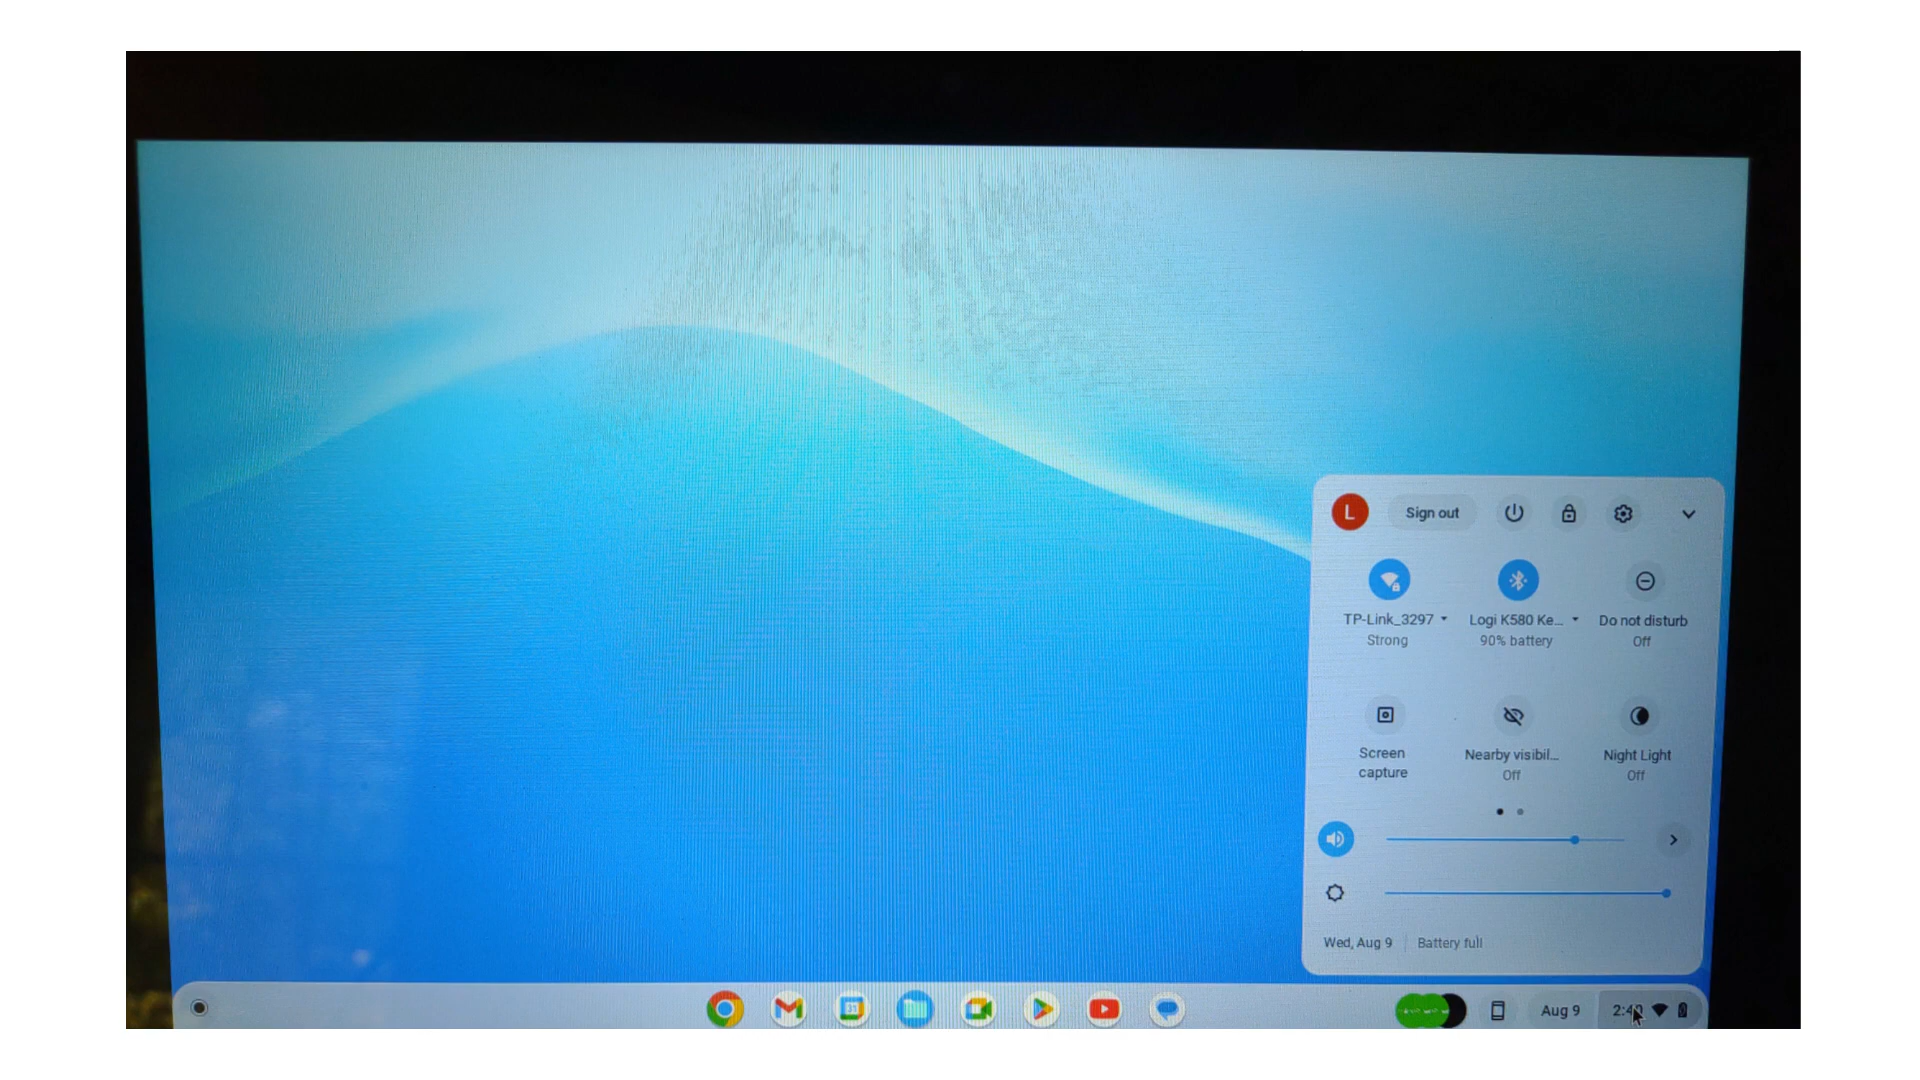 L
Sign out
TP-Link_3297
Strong
Logi K580 Ke...
90% battery
Do not disturb
Off
Screen
capture
Nearby visibil...
Off
Night Light
Off
Wed, Aug 9
Battery full
31
Aug 9